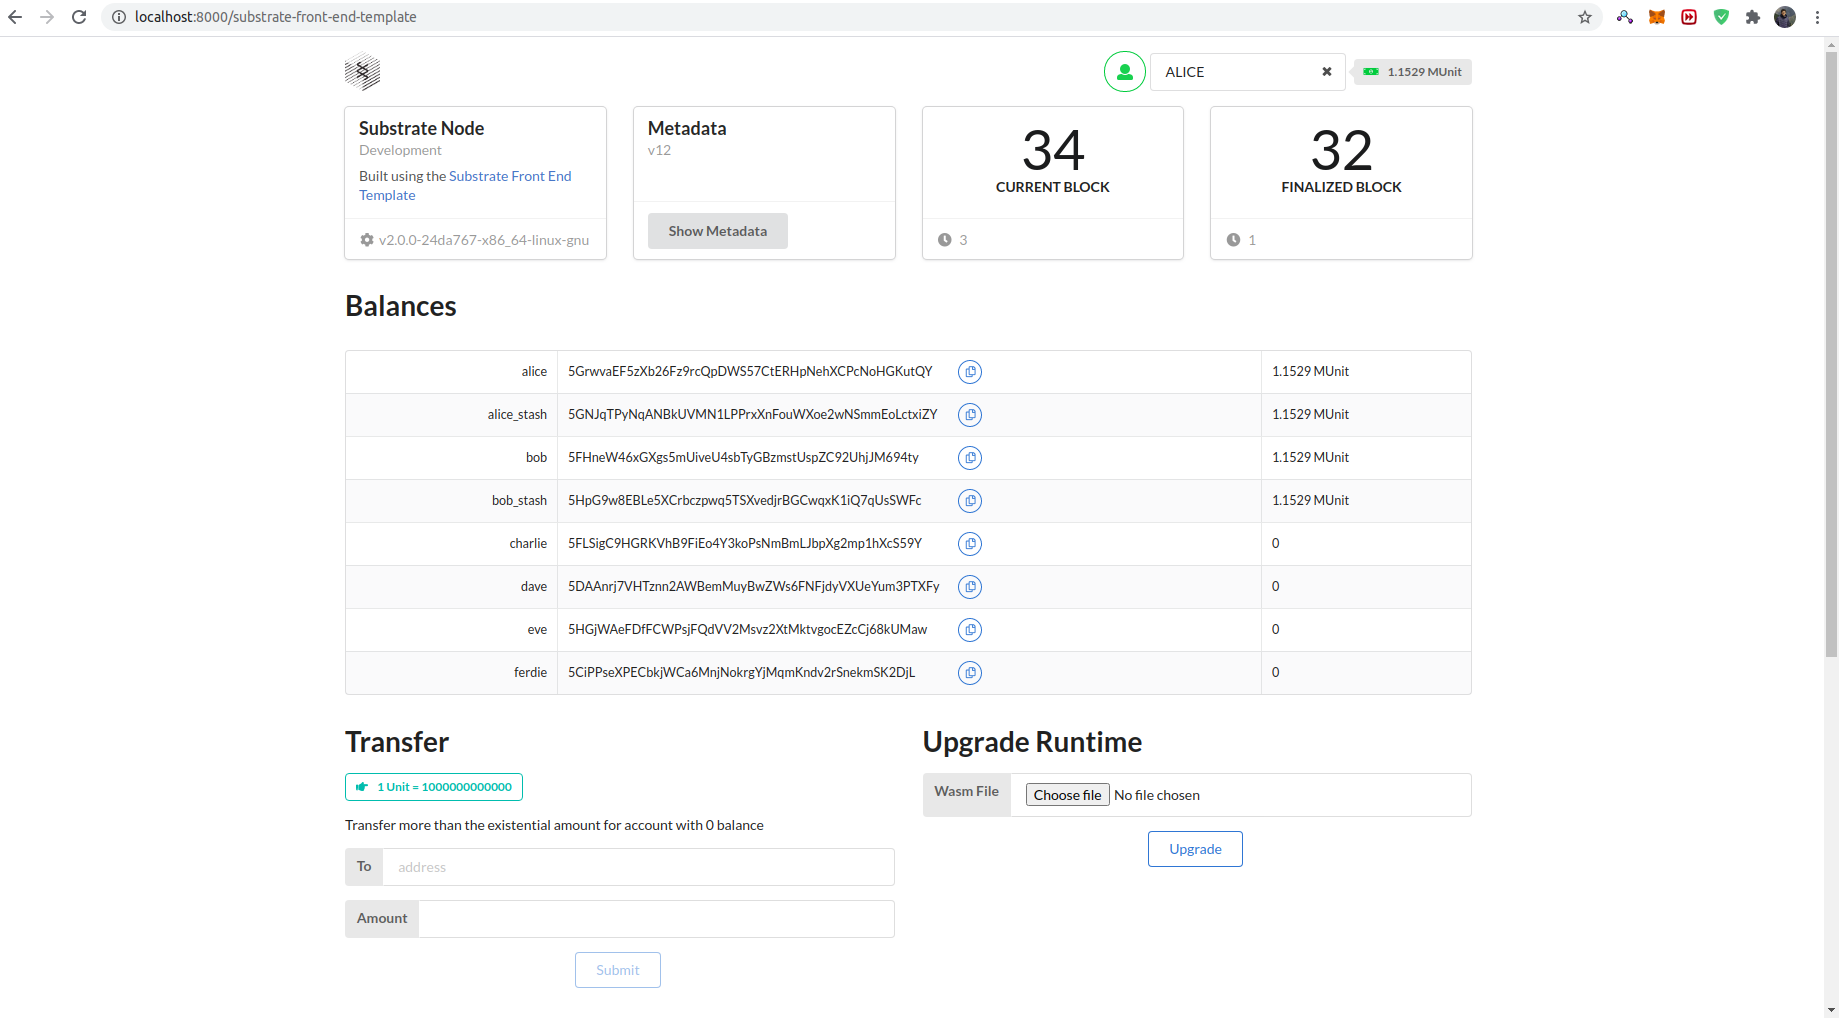 localhost:8000/substrate-front-end-template
ALICE
1.1529 MUnit
Substrate Node
Development
Built using the Substrate Front End
Template
v2.0.0-24da767-x86_64-linux-gnu
Metadata
v12
Show Metadata
34
CURRENT BLOCK
3
32
FINALIZED BLOCK
1
Balances
alice 5GrwvaEF5zXb26Fz9rcQpDWS57CtERHpNehXCPcNoHGKutQY 1.1529 MUnit
alice_stash 5GNJqTPyNqANBkUVMN1LPPrxXnFouWXoe2wNSmmEoLctxiZY 1.1529 MUnit
bob 5FHneW46xGXgs5mUiveU4sbTyGBzmstUspZC92UhjJM694ty 1.1529 MUnit
bob_stash 5HpG9w8EBLe5XCrbczpwq5TSXvedjrBGCwqxK1iQ7qUsSWFc 1.1529 MUnit
charlie 5FLSigC9HGRKVhB9FiEo4Y3koPsNmBmLJbpXg2mp1hXcS59Y 0
dave 5DAAnrj7VHTznn2AWBemMuyBwZWs6FNFjdyVXUeYum3PTXFy 0
eve 5HGjWAeFDfFCWPsjFQdVV2Msvz2XtMktvgocEZcCj68kUMaw 0
ferdie 5CiPPseXPECbkjWCa6MnjNokrgYjMqmKndv2rSnekmSK2DjL 0
Transfer
1 Unit = 1000000000000
Transfer more than the existential amount for account with 0 balance
To address
Amount
Submit
Upgrade Runtime
Wasm File Choose file No file chosen
Upgrade